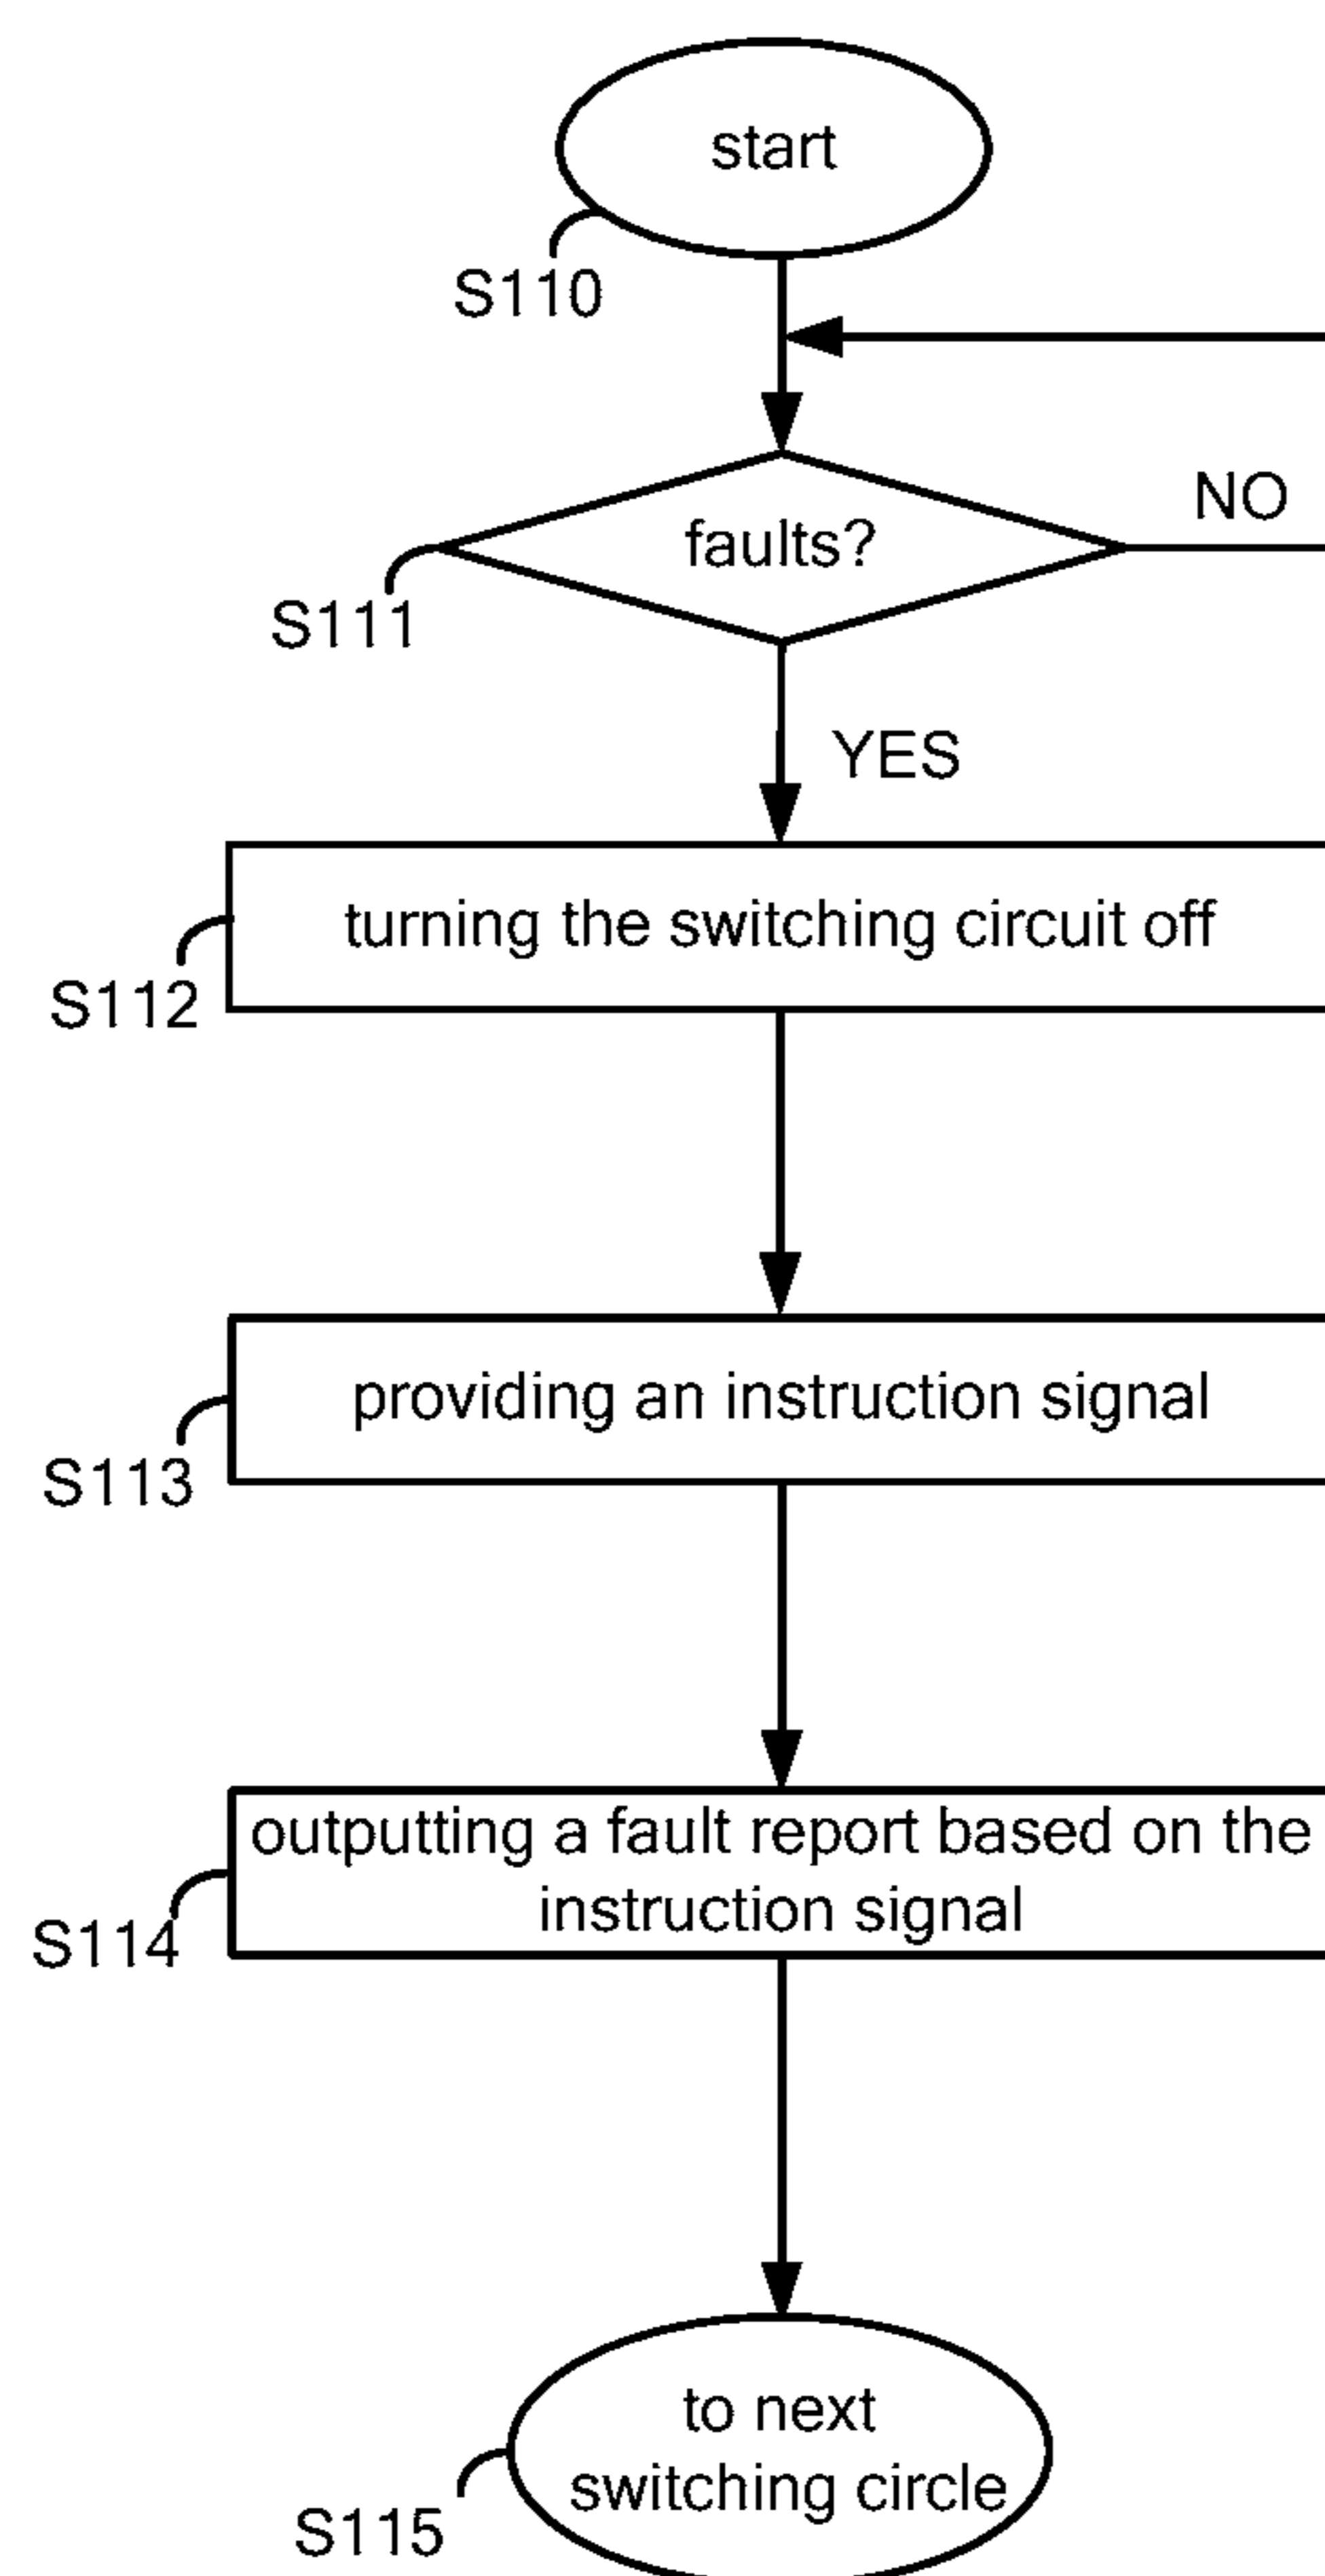 start
S110
NO
faults?
S111
YES
turning the switching circuit off
S112
providing an instruction signal
S113
outputting a fault report based on the
instruction signal
S114
to next
switching circle
S115